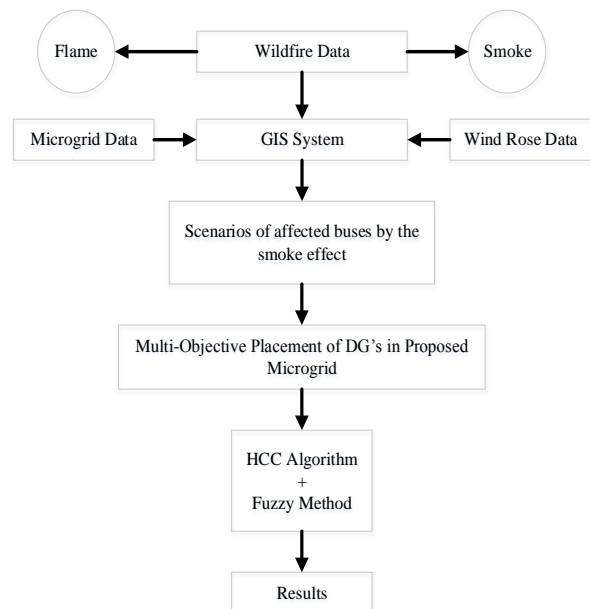 Flame
Wildfire Data
Smoke
Microgrid Data
GIS System
Wind Rose Data
Scenarios of affected buses by the
smoke effect
Multi-Objective Placement of DG's in Proposed
Microgrid
HCC Algorithm
+
Fuzzy Method
Results